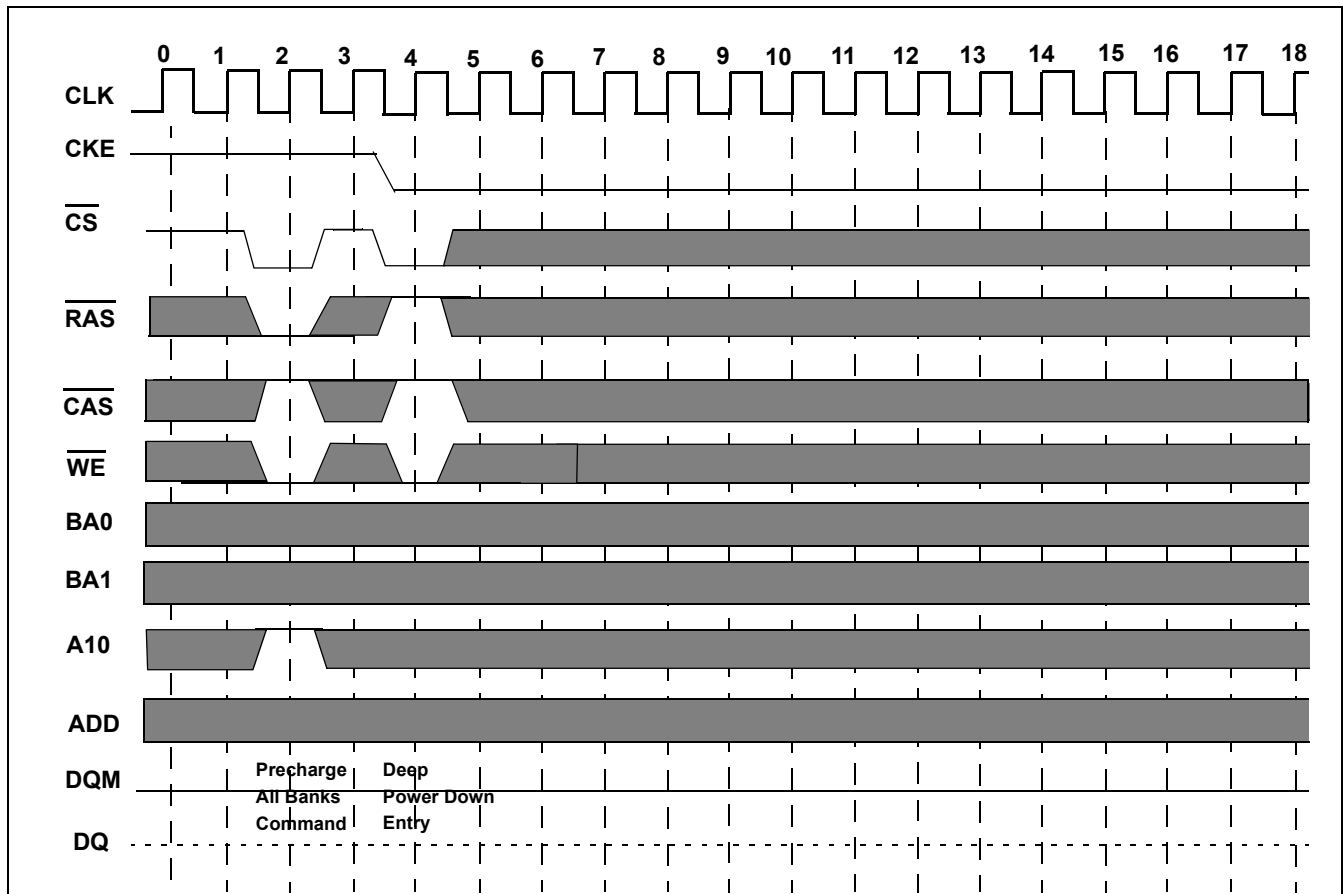 0 1 2 3 4 5 6 7 8 9 10 11 12 13 14 15 16 17 18
CLK
CKE
CS
RAS
CAS
WE
BA0
BA1
A10
ADD
DQM
Precharge
All Banks
Command
Deep
Power Down
Entry
DQ